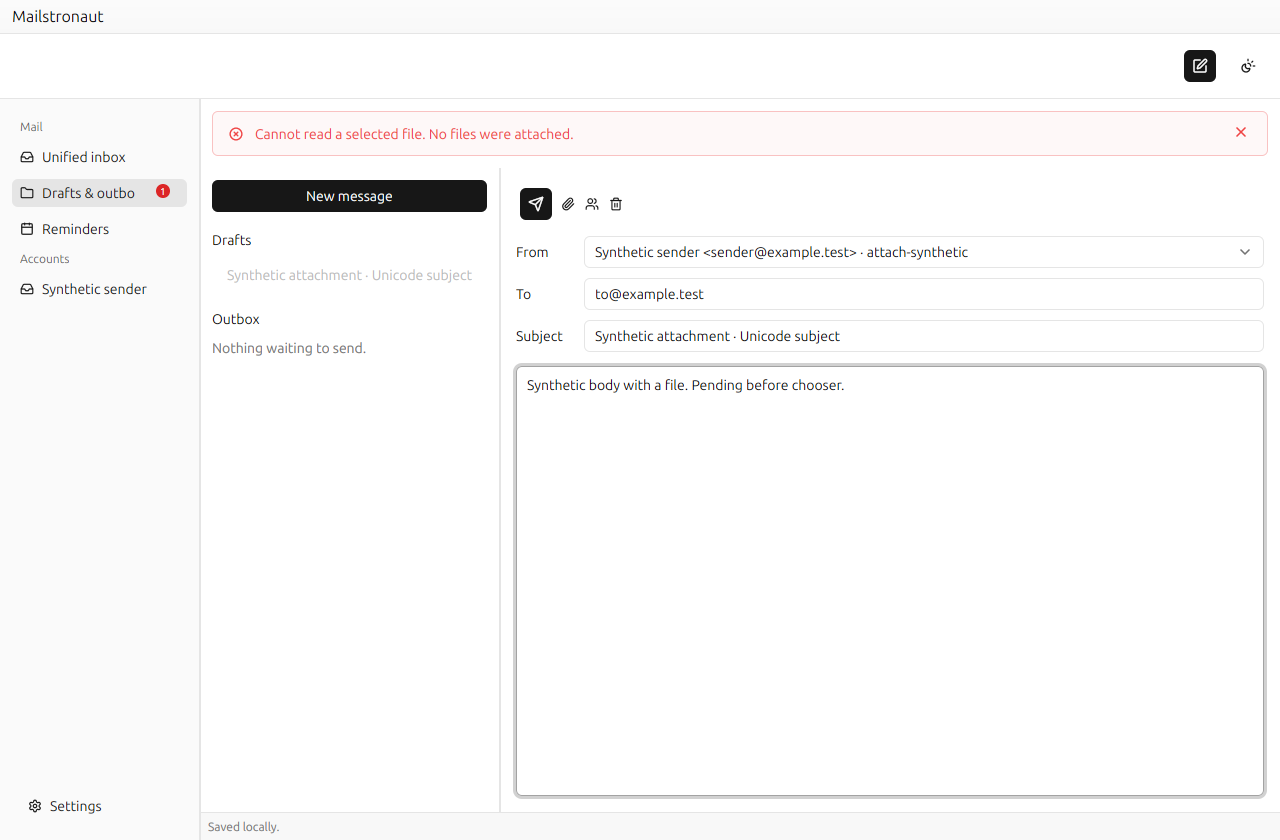 Mailstronaut
Cannot read a selected file. No files were attached.
Mail
Unified inbox
Drafts & outbo
1
Reminders
Accounts
Synthetic sender
Settings
New message
Drafts
Synthetic attachment · Unicode subject
Outbox
Nothing waiting to send.
From
Synthetic sender <sender@example.test> · attach-synthetic
To
to@example.test
Subject
Synthetic attachment · Unicode subject
Synthetic body with a file. Pending before chooser.
Saved locally.